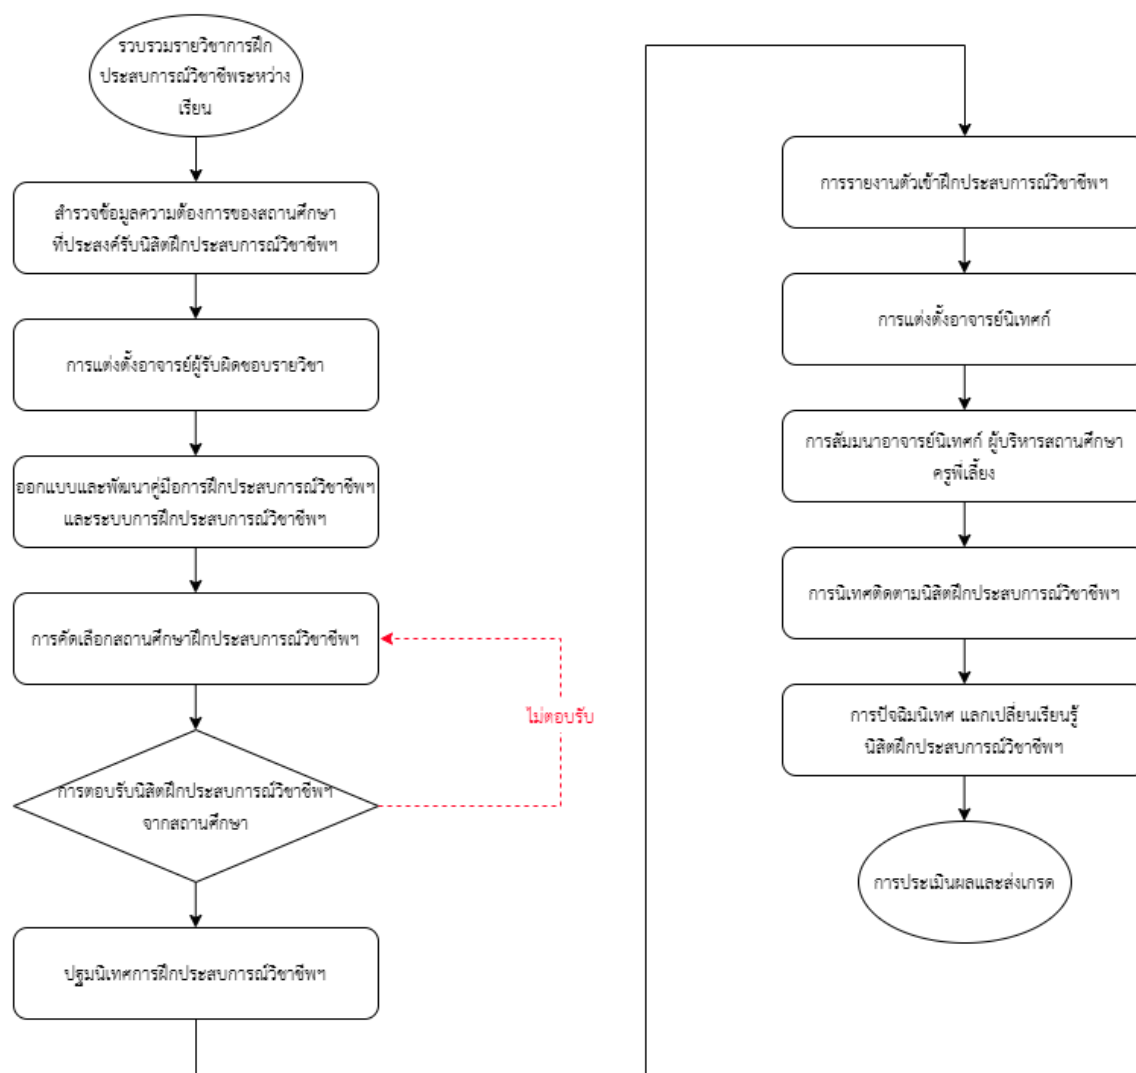 รวบรวมรายวิชาการฝึก
ประสบการณ์วิชาชีพระหว่าง
เรียน
สำรวจข้อมูลความต้องการของสถานศึกษา
ที่ประสงค์รับนิสิตฝึกประสบการณ์วิชาชีพฯ
การแต่งตั้งอาจารย์ผู้รับผิดชอบรายวิชา
ออกแบบและพัฒนาคู่มือการฝึกประสบการณ์วิชาชีพฯ
และระบบการฝึกประสบการณ์วิชาชีพฯ
การคัดเลือกสถานศึกษาฝึกประสบการณ์วิชาชีพฯ
ไม่ตอบรับ
การตอบรับนิสิตฝึกประสบการณ์วิชาชีพฯ
จากสถานศึกษา
ปฐมนิเทศการฝึกประสบการณ์วิชาชีพฯ
การรายงานตัวเข้าฝึกประสบการณ์วิชาชีพฯ
การแต่งตั้งอาจารย์นิเทศก์
การสัมมนาอาจารย์นิเทศก์ ผู้บริหารสถานศึกษา
ครูพี่เลี้ยง
การนิเทศติดตามนิสิตฝึกประสบการณ์วิชาชีพฯ
การปัจฉิมนิเทศ แลกเปลี่ยนเรียนรู้
นิสิตฝึกประสบการณ์วิชาชีพฯ
การประเมินผลและส่งเกรด